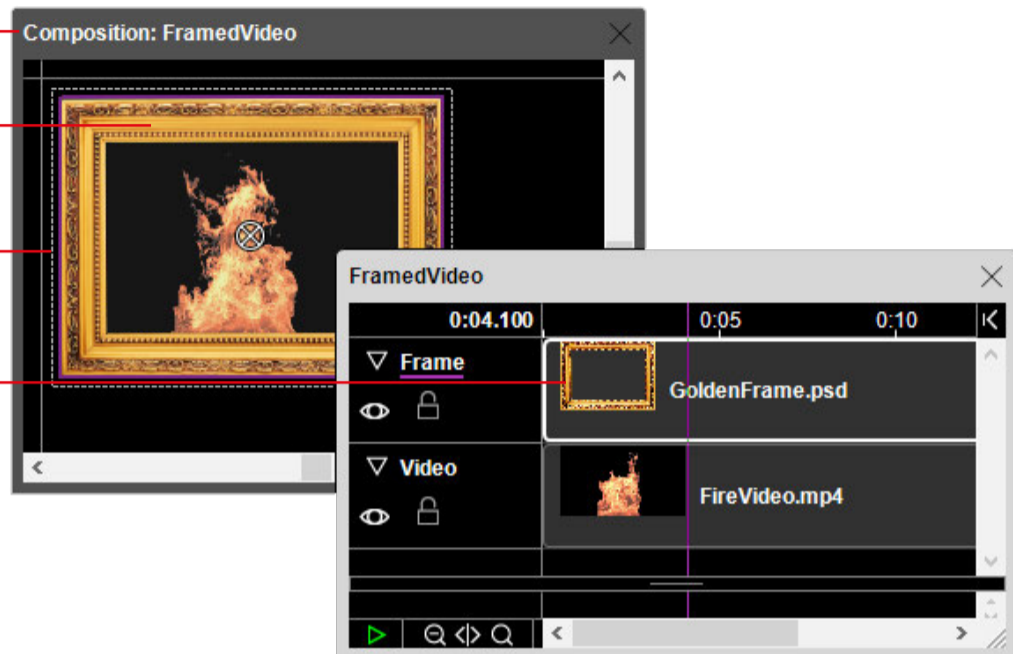 Composition: FramedVideo
FramedVideo
0:04.100 0:05 0:10
Frame
GoldenFrame.psd
Video
FireVideo.mp4